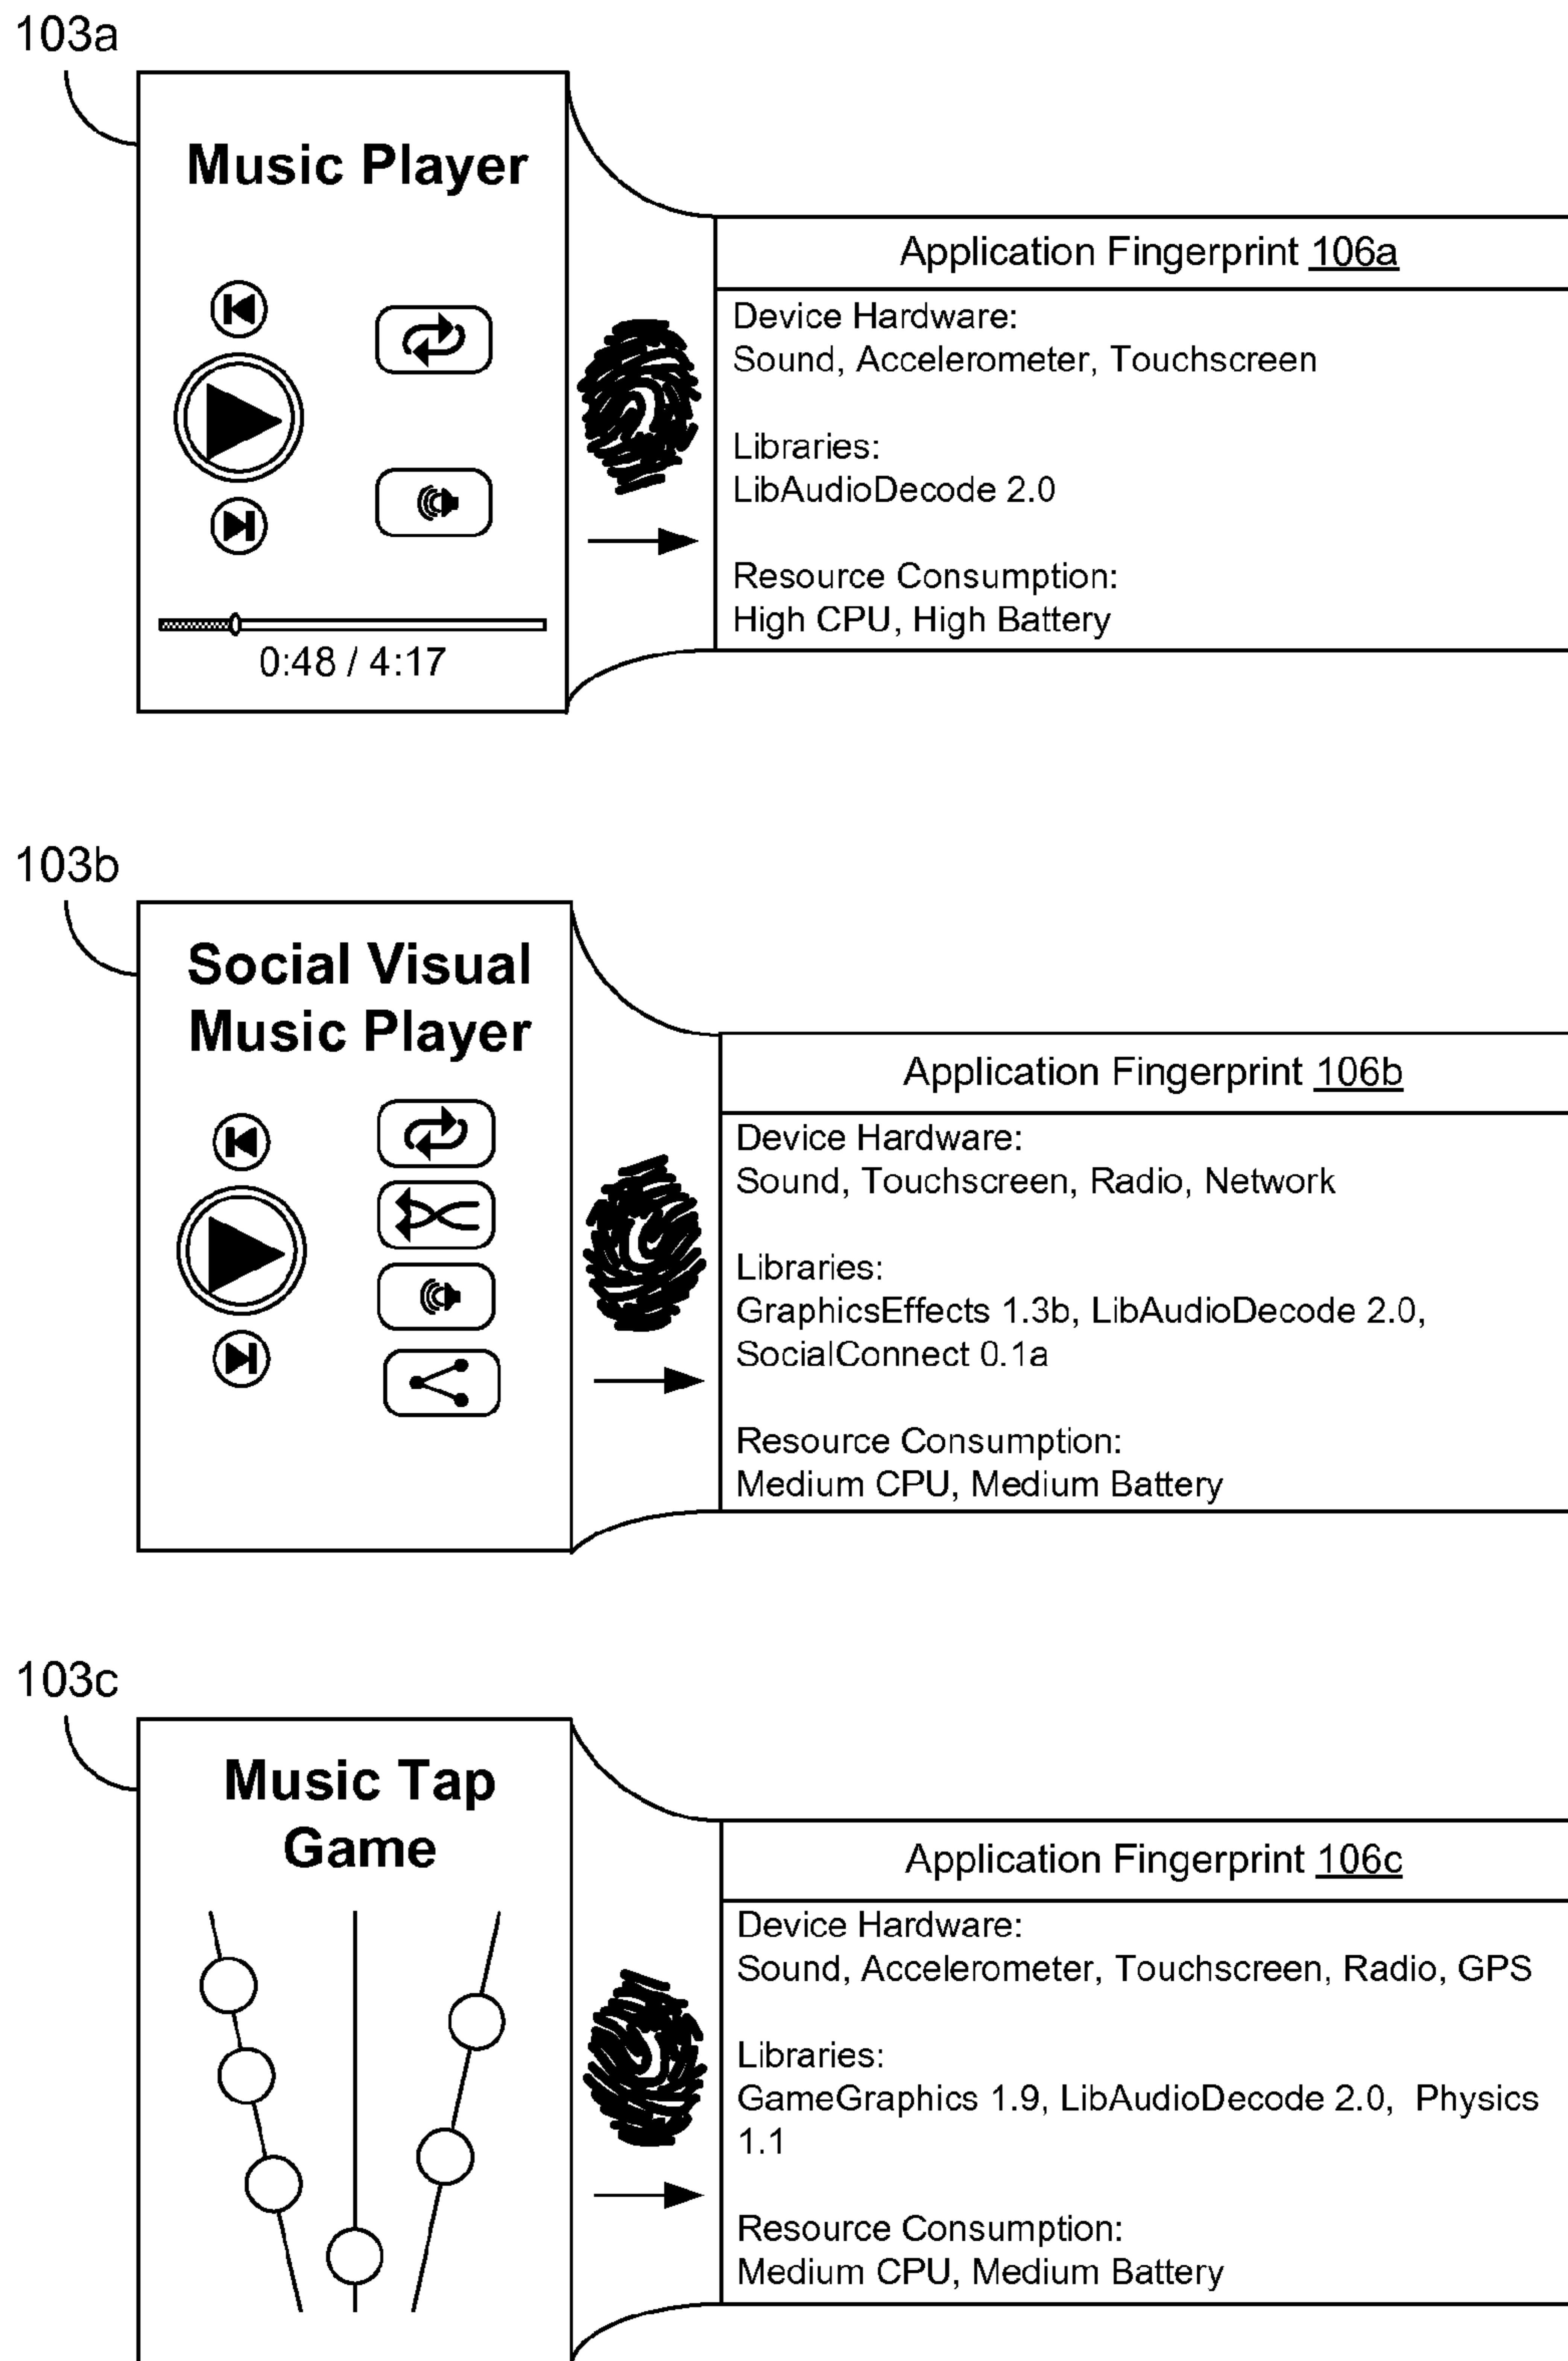 103a
Music Player
0:48 / 4:17
Application Fingerprint 106a
Device Hardware:
Sound, Accelerometer, Touchscreen
Libraries:
LibAudioDecode 2.0
Resource Consumption:
High CPU, High Battery
103b
Social Visual
Music Player
Application Fingerprint 106b
Device Hardware:
Sound, Touchscreen, Radio, Network
Libraries:
GraphicsEffects 1.3b, LibAudioDecode 2.0,
SocialConnect 0.1a
Resource Consumption:
Medium CPU, Medium Battery
103c
Music Tap
Game
Application Fingerprint 106c
Device Hardware:
Sound, Accelerometer, Touchscreen, Radio, GPS
Libraries:
GameGraphics 1.9, LibAudioDecode 2.0, Physics
1.1
Resource Consumption:
Medium CPU, Medium Battery